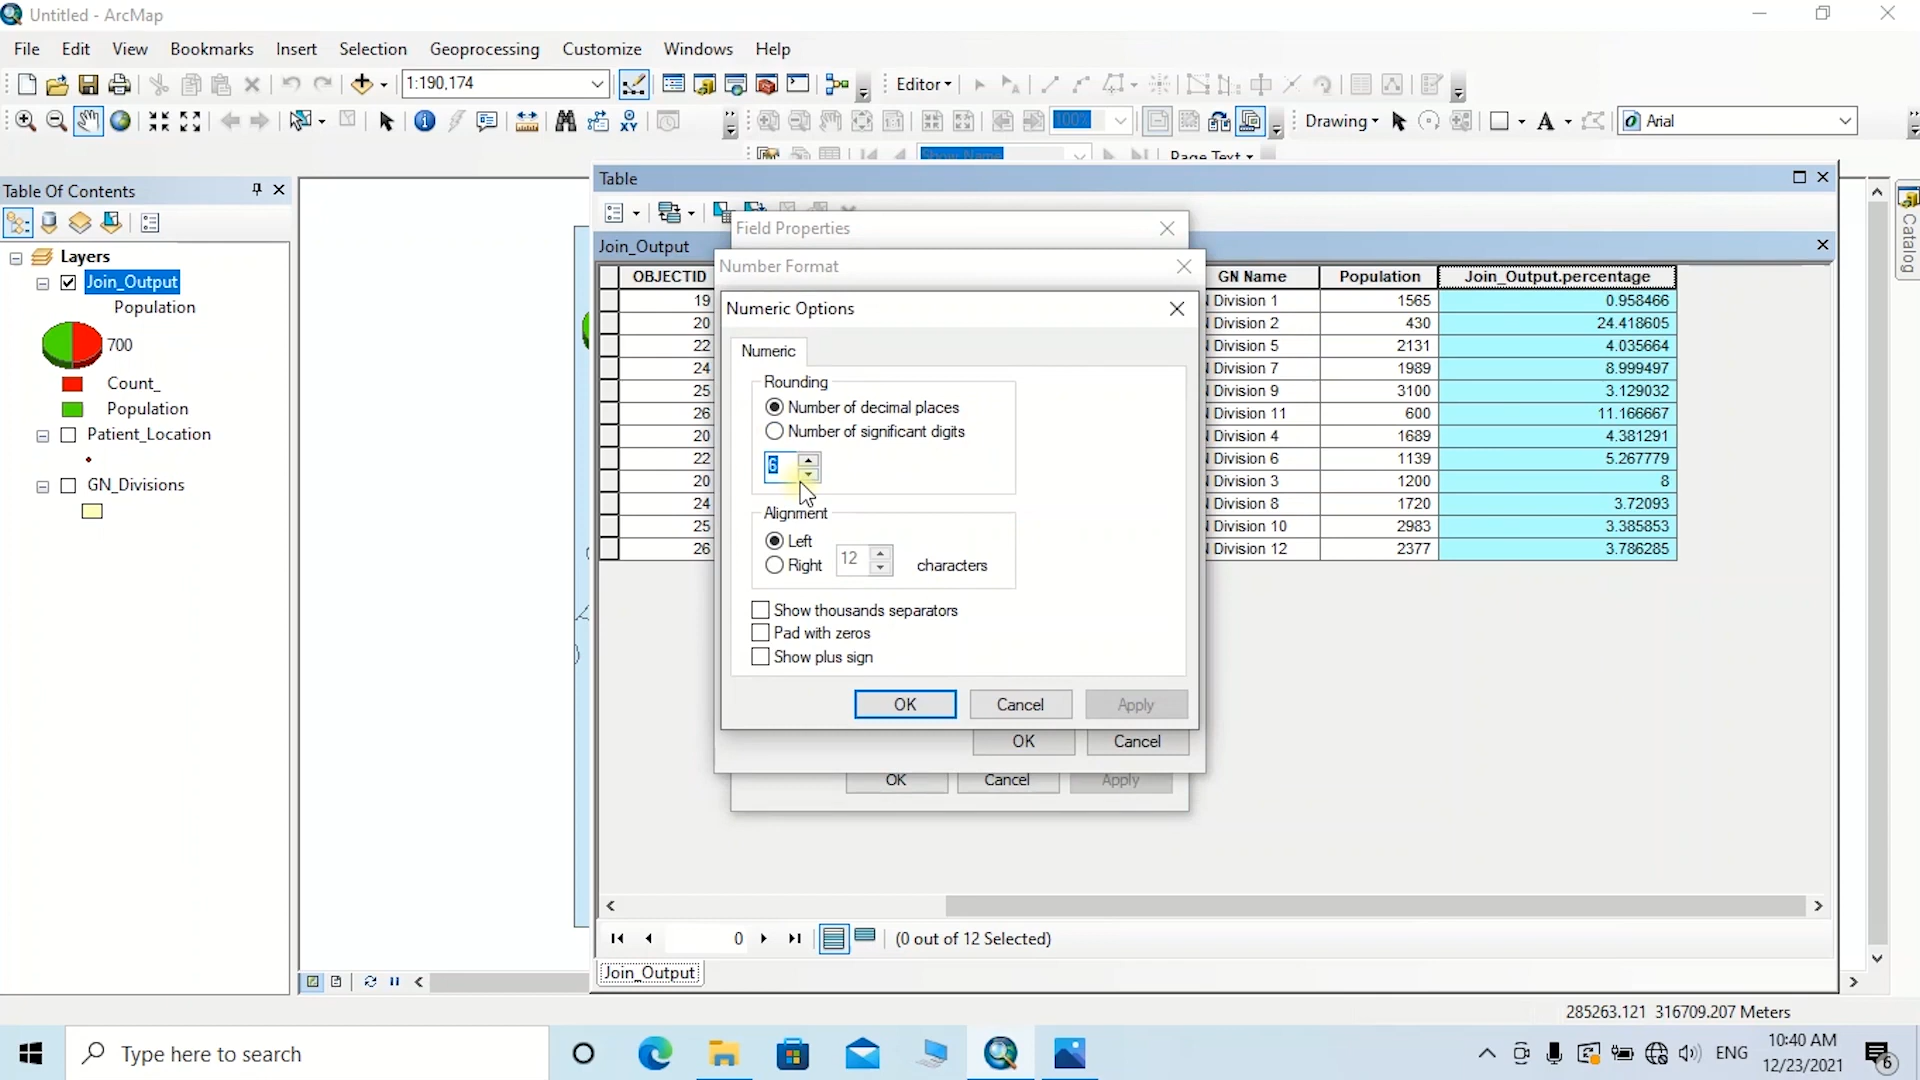 Untitled - ArcMap
File Edit View Bookmarks Insert Selection Geoprocessing Customize Windows Help
1:190,174
Editor
100%
Drawing
Arial
Page Text
Table Of Contents
Layers
Join_Output
Population
700
Count_
Population
Patient_Location
GN_Divisions
Table
Join_Output
Field Properties
Number Format
Numeric Options
Numeric
Rounding
Number of decimal places
Number of significant digits
6
Alignment
Left
Right 12 characters
Show thousands separators
Pad with zeros
Show plus sign
OK Cancel Apply
OK Cancel
OK Cancel Apply
OBJECTID GN Name Population Join_Output.percentage
19 Division 1 1565 0.958466
20 Division 2 430 24.418605
22 Division 5 2131 4.035664
24 Division 7 1989 8.999497
25 Division 9 3100 3.129032
26 Division 11 600 11.166667
20 Division 4 1689 4.381291
22 Division 6 1139 5.267779
20 Division 3 1200 8
24 Division 8 1720 3.72093
25 Division 10 2983 3.385853
26 Division 12 2377 3.786285
0 (0 out of 12 Selected)
Join_Output
Catalog
285263.121 316709.207 Meters
Type here to search
ENG
10:40 AM
12/23/2021
6